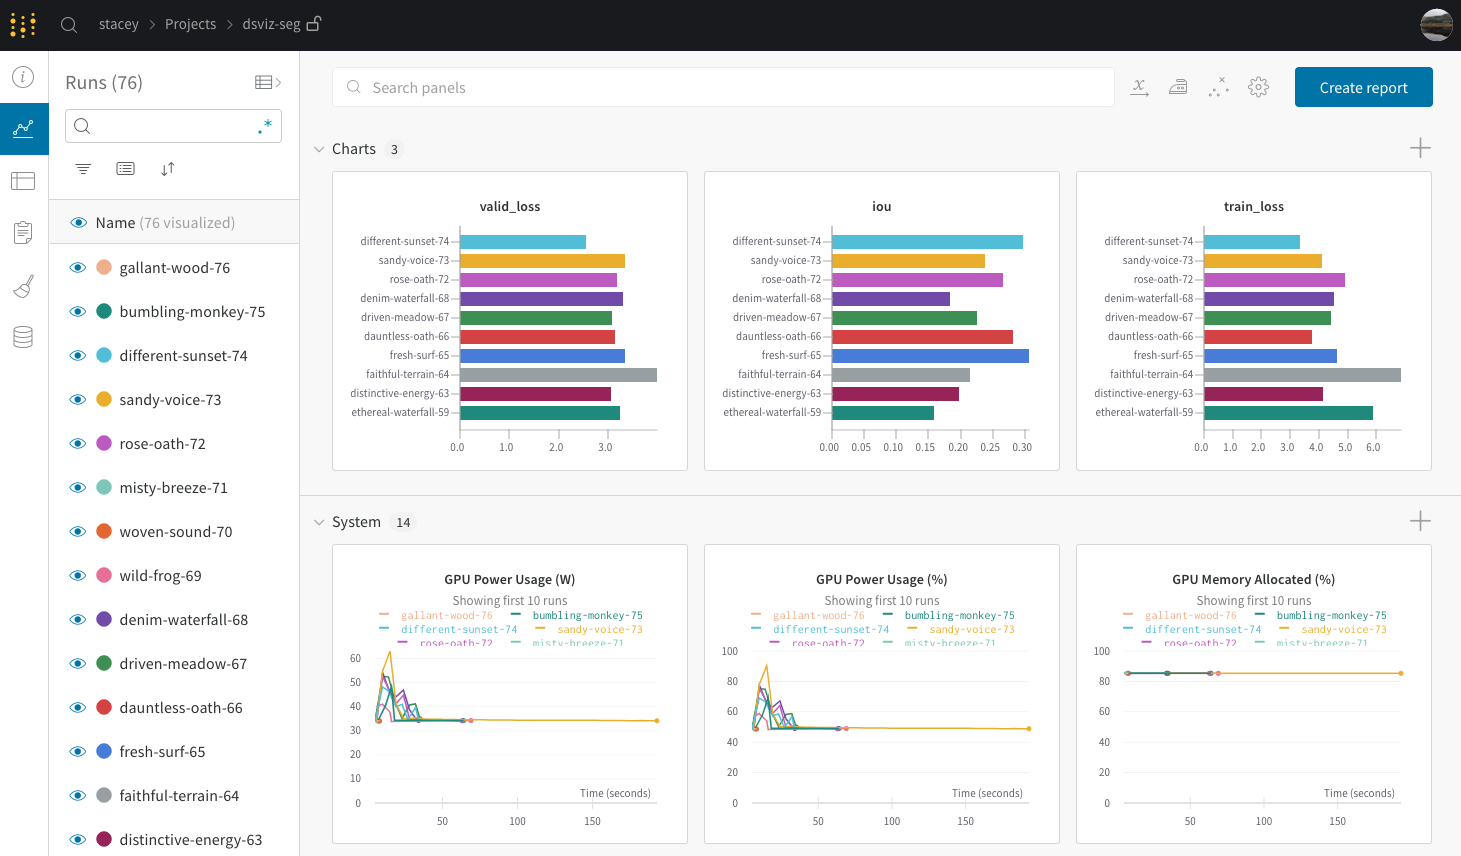 stacey > Projects > dsviz-seg
Runs (76)
.*
Name (76 visualized)
gallant-wood-76
bumbling-monkey-75
different-sunset-74
sandy-voice-73
rose-oath-72
misty-breeze-71
woven-sound-70
wild-frog-69
denim-waterfall-68
driven-meadow-67
dauntless-oath-66
fresh-surf-65
faithful-terrain-64
distinctive-energy-63
Search panels
x
Create report
Charts 3
valid_loss
different-sunset-74
sandy-voice-73
rose-oath-72
denim-waterfall-68
driven-meadow-67
dauntless-oath-66
fresh-surf-65
faithful-terrain-64
distinctive-energy-63
ethereal-waterfall-59
0.0 1.0 2.0 3.0
iou
different-sunset-74
sandy-voice-73
rose-oath-72
denim-waterfall-68
driven-meadow-67
dauntless-oath-66
fresh-surf-65
faithful-terrain-64
distinctive-energy-63
ethereal-waterfall-59
0.00 0.05 0.10 0.15 0.20 0.25 0.30
train_loss
different-sunset-74
sandy-voice-73
rose-oath-72
denim-waterfall-68
driven-meadow-67
dauntless-oath-66
fresh-surf-65
faithful-terrain-64
distinctive-energy-63
ethereal-waterfall-59
0.0 1.0 2.0 3.0 4.0 5.0 6.0
System 14
GPU Power Usage (W)
Showing first 10 runs
gallant-wood-76 bumbling-monkey-75
different-sunset-74 sandy-voice-73
rose-oath-72 misty-breeze-71
60
50
40
30
20
10
0
Time (seconds)
50 100 150
GPU Power Usage (%)
Showing first 10 runs
gallant-wood-76 bumbling-monkey-75
different-sunset-74 sandy-voice-73
rose-oath-72 misty-breeze-71
100
80
60
40
20
0
Time (seconds)
50 100 150
GPU Memory Allocated (%)
Showing first 10 runs
gallant-wood-76 bumbling-monkey-75
different-sunset-74 sandy-voice-73
rose-oath-72 misty-breeze-71
100
80
60
40
20
0
Time (seconds)
50 100 150